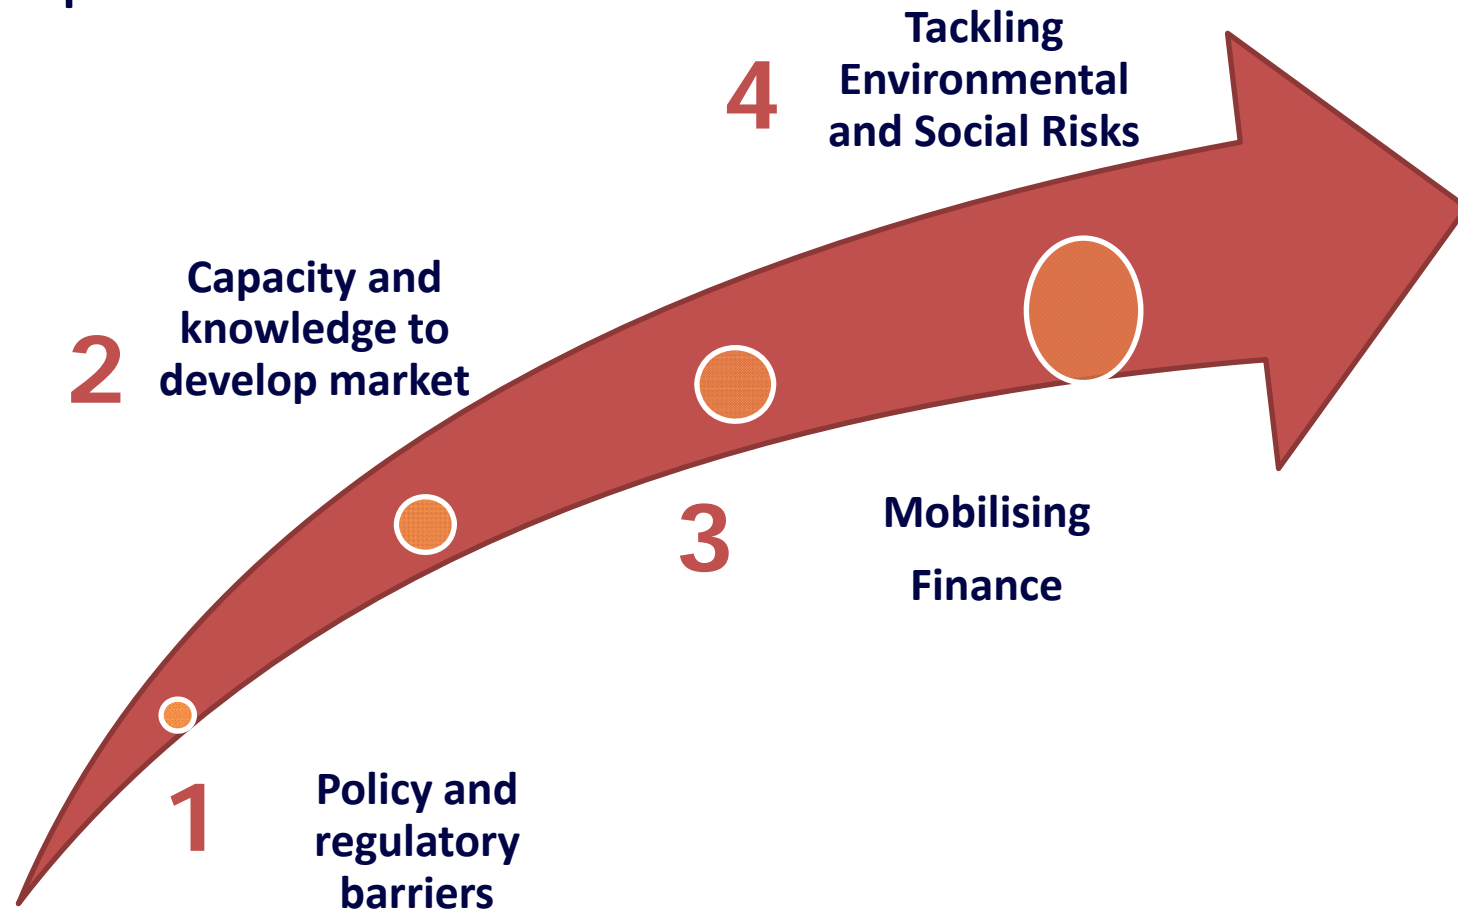 4
Tackling
Environmental
and Social Risks
2
Capacity and
knowledge to
develop market
3
Mobilising
Finance
1
Policy and
regulatory
barriers